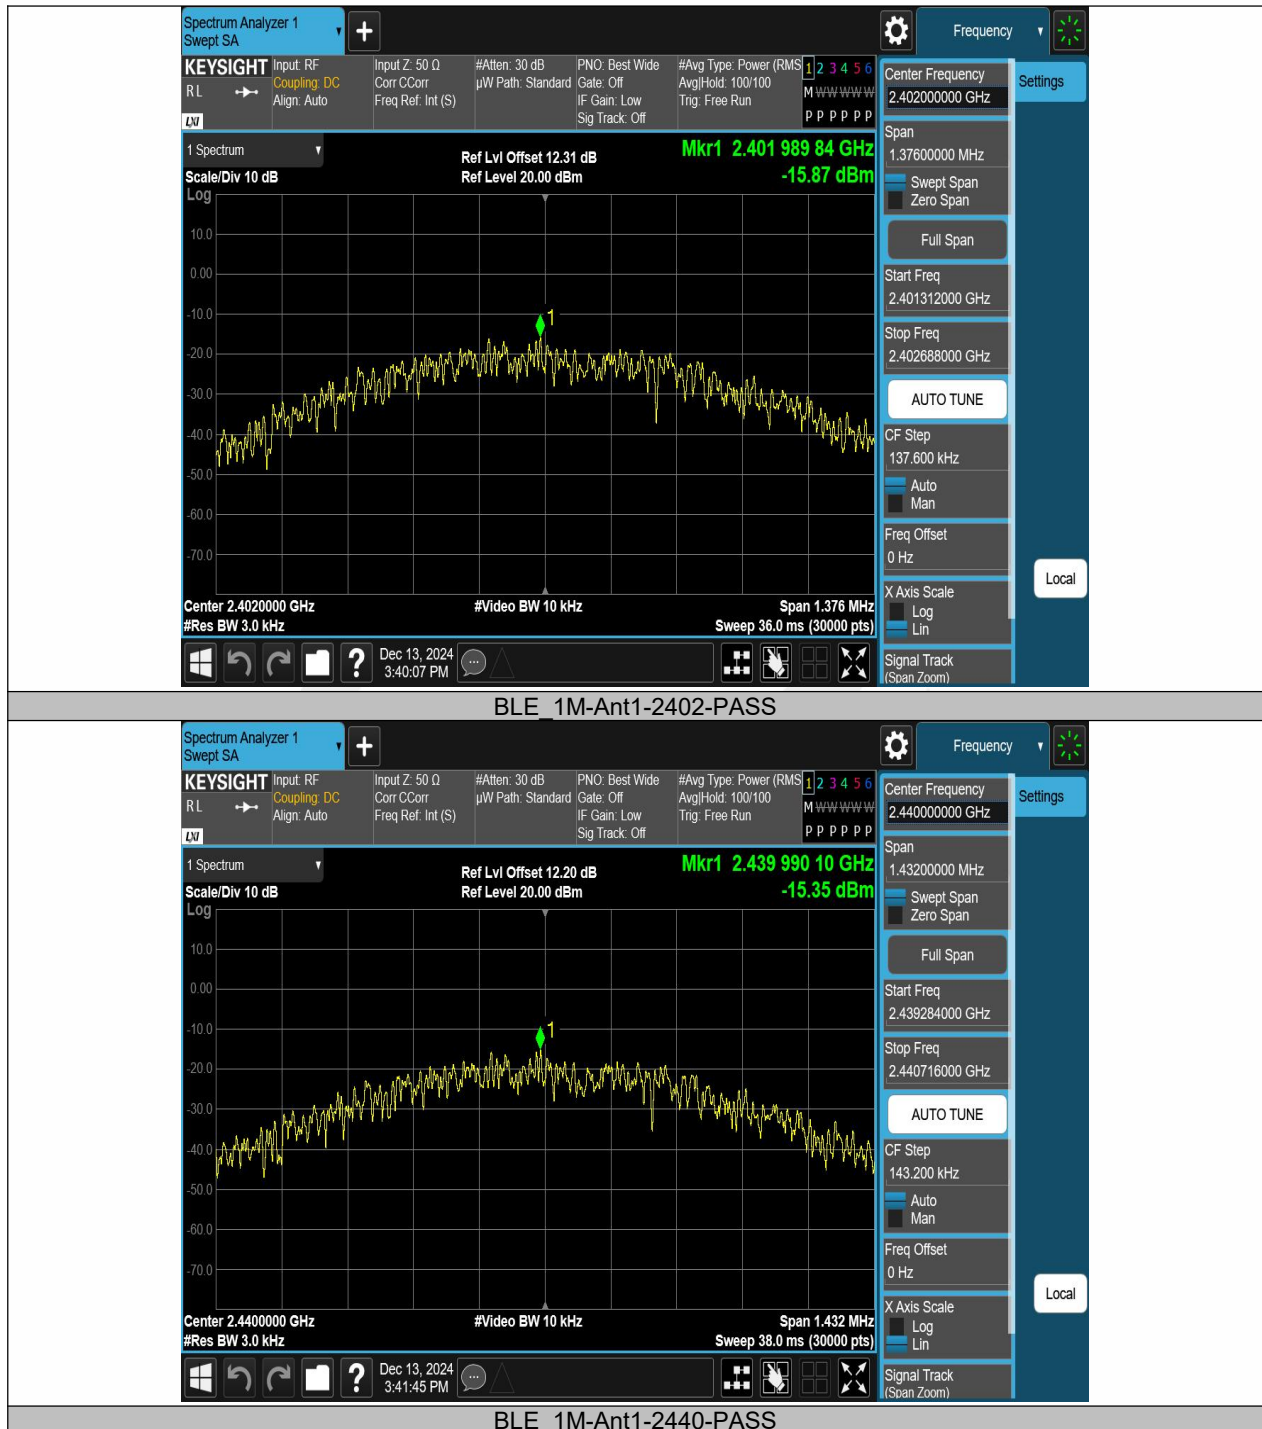 Spectrum Analyzer 1
Swept SA
Frequency
KEYSIGHT
RL
LXI
Input: RF
Coupling: DC
Align: Auto
Input Z: 50 Ω
Corr CCorr
Freq Ref: Int (S)
#Atten: 30 dB
µW Path: Standard
PNO: Best Wide
Gate: Off
IF Gain: Low
Sig Track: Off
#Avg Type: Power (RMS
Avg|Hold: 100/100
Trig: Free Run
1 2 3 4 5 6
M W W W W W
P P P P P P
1 Spectrum
Scale/Div 10 dB
Log
Ref Lvl Offset 12.31 dB
Ref Level 20.00 dBm
Mkr1 2.401 989 84 GHz
-15.87 dBm
10.0
0.00
-10.0
-20.0
-30.0
-40.0
-50.0
-60.0
-70.0
1
Center 2.4020000 GHz
#Res BW 3.0 kHz
#Video BW 10 kHz
Span 1.376 MHz
Sweep 36.0 ms (30000 pts)
Dec 13, 2024
3:40:07 PM
Center Frequency
2.402000000 GHz
Span
1.37600000 MHz
Swept Span
Zero Span
Full Span
Start Freq
2.401312000 GHz
Stop Freq
2.402688000 GHz
AUTO TUNE
CF Step
137.600 kHz
Auto
Man
Freq Offset
0 Hz
X Axis Scale
Log
Lin
Signal Track
(Span Zoom)
Settings
Local
BLE_1M-Ant1-2402-PASS
Spectrum Analyzer 1
Swept SA
Frequency
KEYSIGHT
RL
LXI
Input: RF
Coupling: DC
Align: Auto
Input Z: 50 Ω
Corr CCorr
Freq Ref: Int (S)
#Atten: 30 dB
µW Path: Standard
PNO: Best Wide
Gate: Off
IF Gain: Low
Sig Track: Off
#Avg Type: Power (RMS
Avg|Hold: 100/100
Trig: Free Run
1 2 3 4 5 6
M W W W W W
P P P P P P
1 Spectrum
Scale/Div 10 dB
Log
Ref Lvl Offset 12.20 dB
Ref Level 20.00 dBm
Mkr1 2.439 990 10 GHz
-15.35 dBm
10.0
0.00
-10.0
-20.0
-30.0
-40.0
-50.0
-60.0
-70.0
1
Center 2.4400000 GHz
#Res BW 3.0 kHz
#Video BW 10 kHz
Span 1.432 MHz
Sweep 38.0 ms (30000 pts)
Dec 13, 2024
3:41:45 PM
Center Frequency
2.440000000 GHz
Span
1.43200000 MHz
Swept Span
Zero Span
Full Span
Start Freq
2.439284000 GHz
Stop Freq
2.440716000 GHz
AUTO TUNE
CF Step
143.200 kHz
Auto
Man
Freq Offset
0 Hz
X Axis Scale
Log
Lin
Signal Track
(Span Zoom)
Settings
Local
BLE_1M-Ant1-2440-PASS